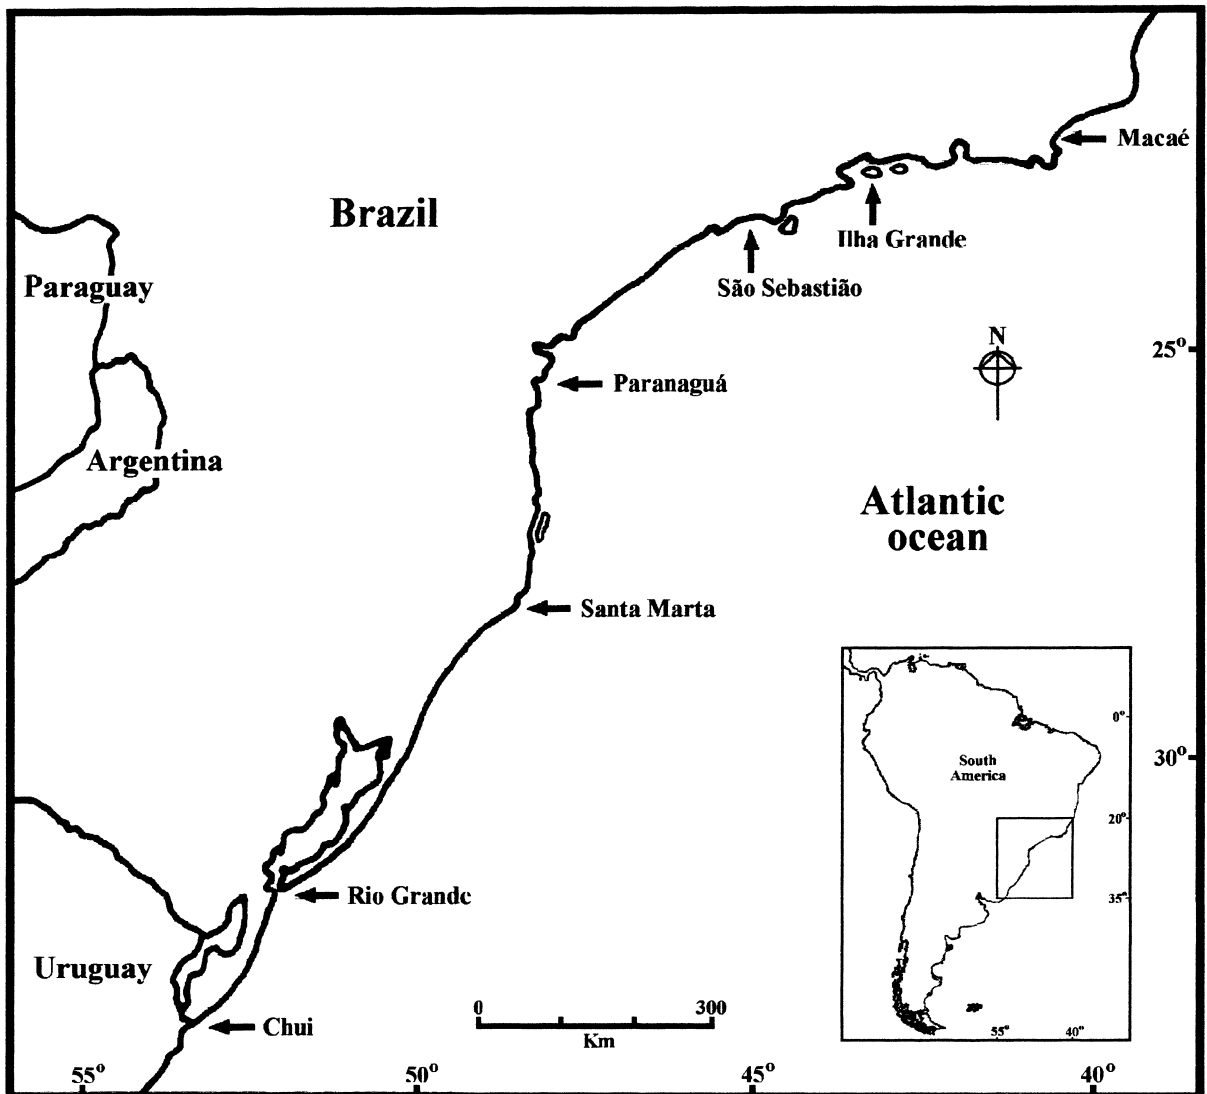 Macaé
Brazil
Ilha Grande
Paraguay
São Sebastião
N
25°
Paranaguá
Argentina
Atlantic
ocean
Santa Marta
0°
30°
South
America
20°
Rio Grande
35°
Uruguay
0
300
Chui
Km
55°
40°
55°
50°
45°
40°